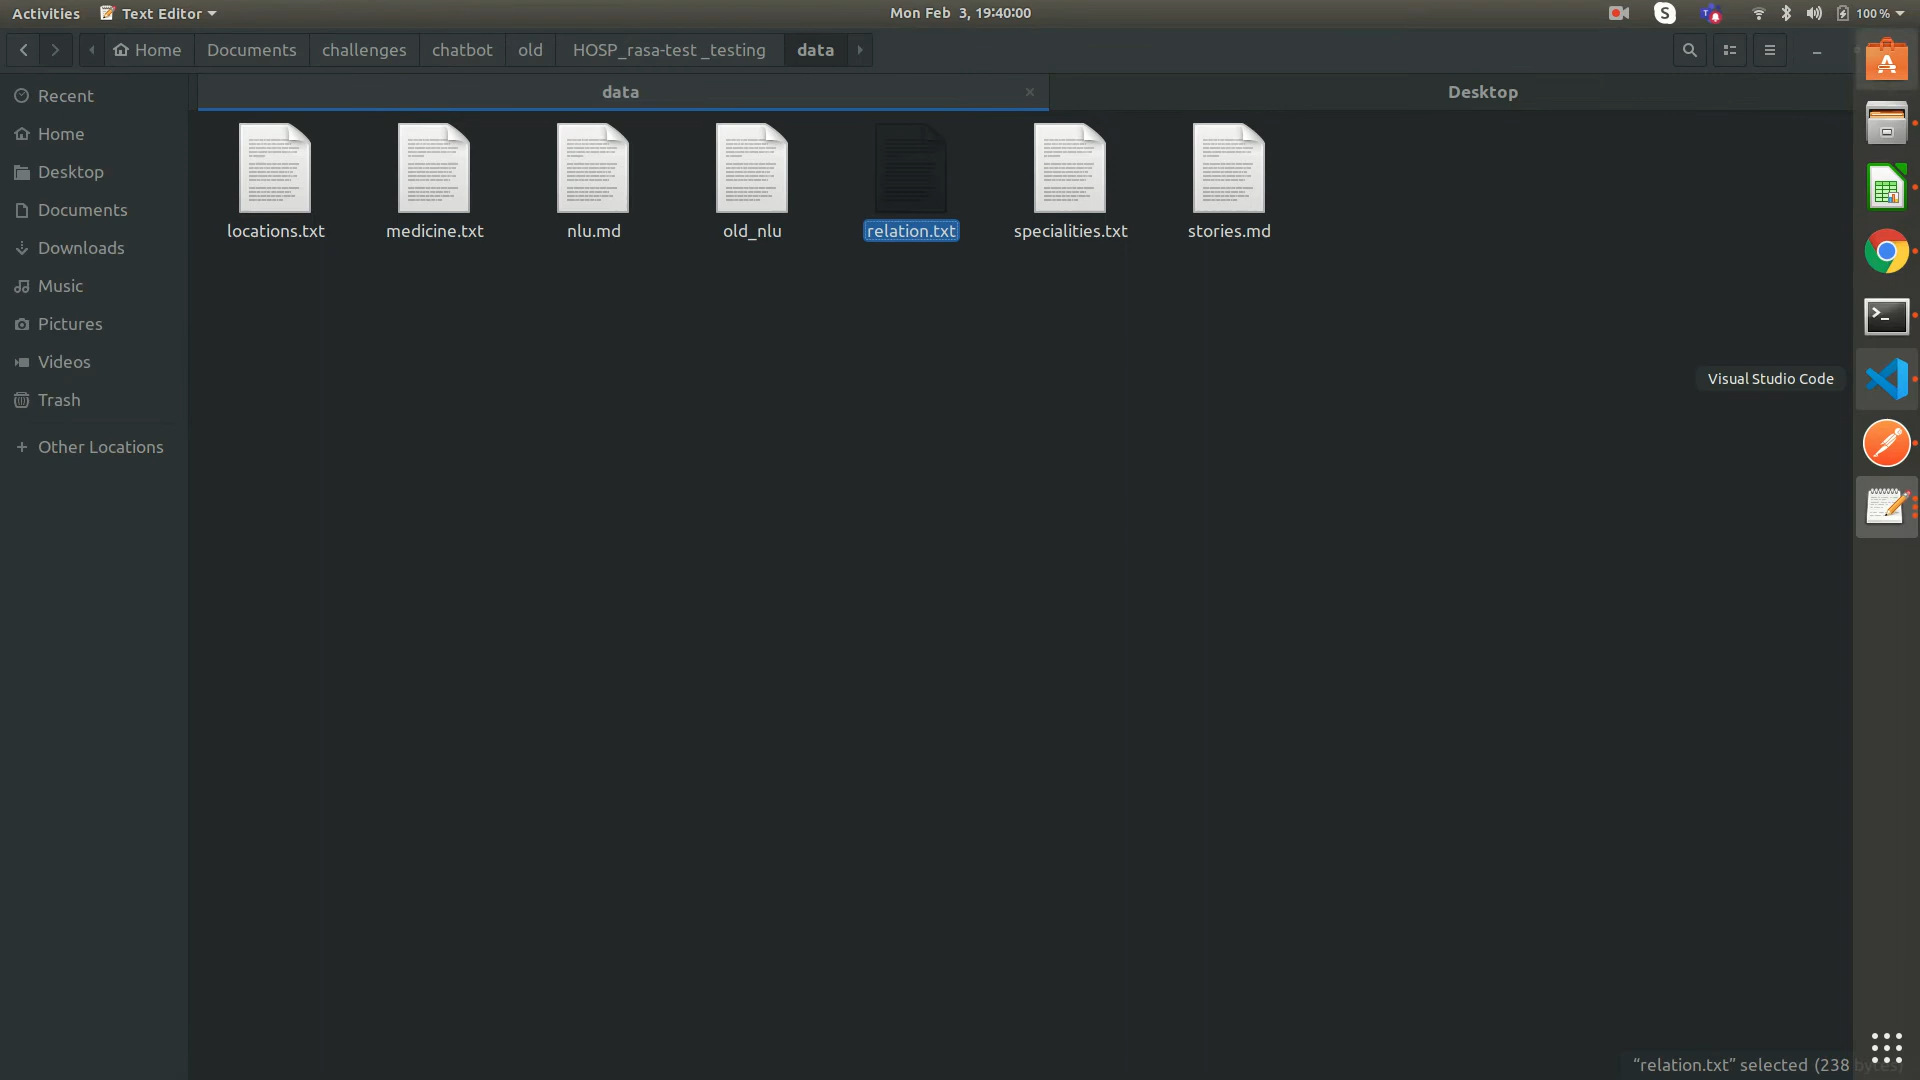 Activities Text Editor Mon Feb 3, 19:40:00 100 %
Home Documents challenges chatbot old HOSP_rasa-test _testing data
data Desktop
Recent
Home
Desktop
Documents
Downloads
Music
Pictures
Videos
Trash
Other Locations
locations.txt medicine.txt nlu.md old_nlu relation.txt specialities.txt stories.md
Visual Studio Code
“relation.txt” selected (238 bytes)